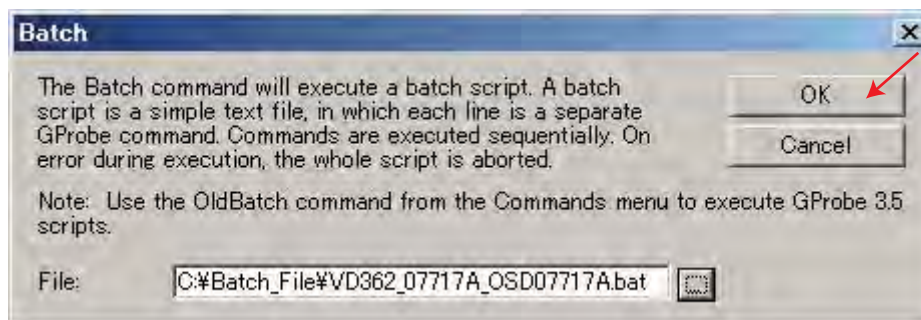 Batch
The Batch command will execute a batch script. A batch
script is a simple text file, in which each line is a separate
GProbe command. Commands are executed sequentially. On
error during execution, the whole script is aborted.
OK
Cancel
Note: Use the OldBatch command from the Commands menu to execute GProbe 3.5
scripts.
File: C:¥Batch_File¥VD362_07717A_OSD07717A.bat ...